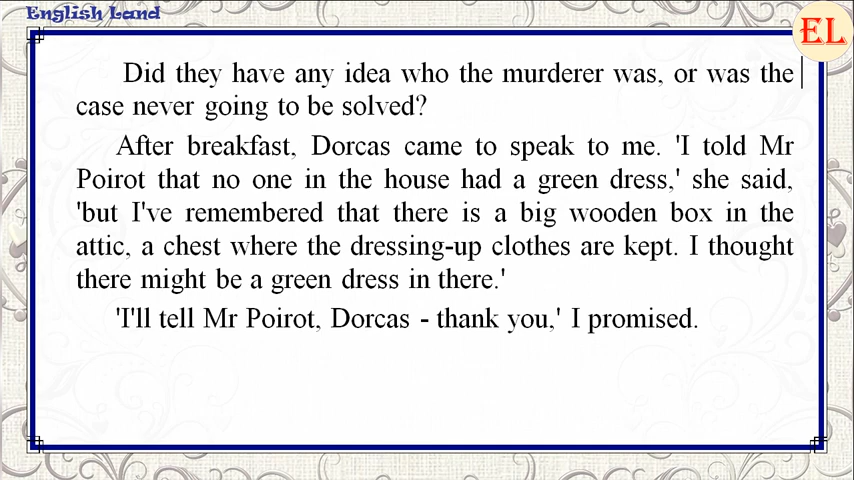 English Land
EL
Did they have any idea who the murderer was, or was the
case never going to be solved?
After breakfast, Dorcas came to speak to me. 'I told Mr
Poirot that no one in the house had a green dress,' she said,
'but I've remembered that there is a big wooden box in the
attic, a chest where the dressing-up clothes are kept. I thought
there might be a green dress in there.'
'I'll tell Mr Poirot, Dorcas - thank you,' I promised.